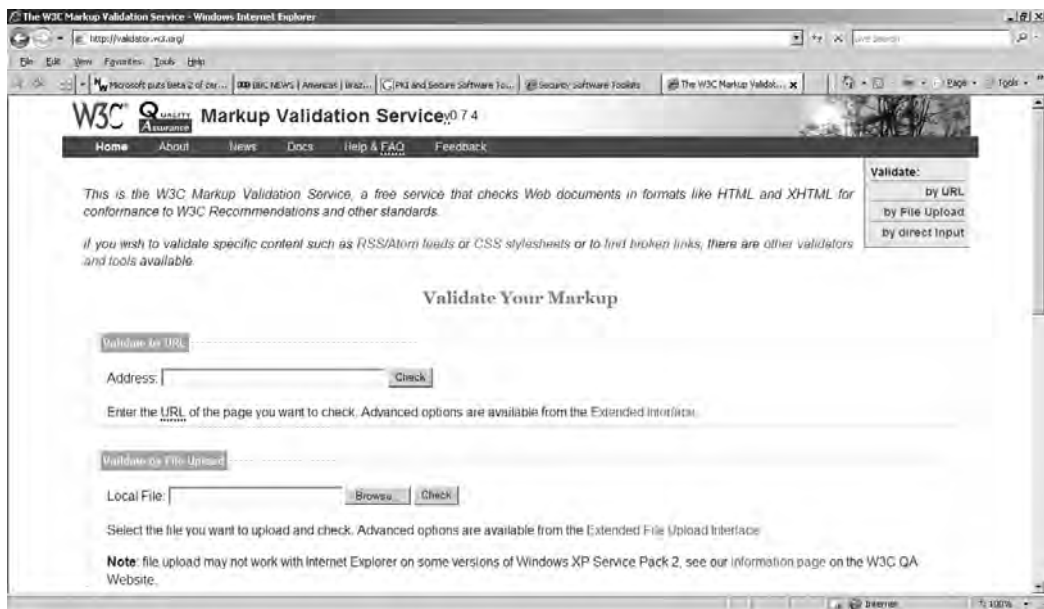 The W3C Markup Validation Service - Windows Internet Explorer
http://validator.w3.org/
Live Search
File Edit View Favorites Tools Help
Microsoft puts beta 2 of | BBC NEWS | Americas | | PKI and Secure Software To... | Security Software Toolkits | The W3C Markup Validat... x | Page Tools
W3C QUALITY Assurance Markup Validation Service v0.7.4
Home About News Docs Help & FAQ Feedback
Validate:
by URL
by File Upload
by direct Input
This is the W3C Markup Validation Service, a free service that checks Web documents in formats like HTML and XHTML for
conformance to W3C Recommendations and other standards.
If you wish to validate specific content such as RSS/Atom feeds or CSS stylesheets or to find broken links, there are other validators
and tools available.
Validate Your Markup
Validate by URL
Address: Check
Enter the URL of the page you want to check. Advanced options are available from the Extended Interface.
Validate by File Upload
Local File: Browse... Check
Select the file you want to upload and check. Advanced options are available from the Extended File Upload Interface
Note: file upload may not work with Internet Explorer on some versions of Windows XP Service Pack 2, see our information page on the W3C QA
Website.
Internet 100%